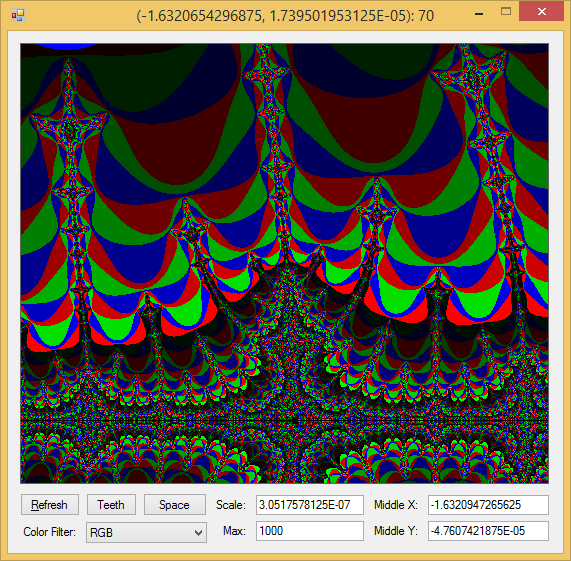 (-1.6320654296875, 1.739501953125E-05): 70
Refresh Teeth Space Scale: 3.0517578125E-07 Middle X: -1.6320947265625
Color Filter: RGB Max: 1000 Middle Y: -4.7607421875E-05